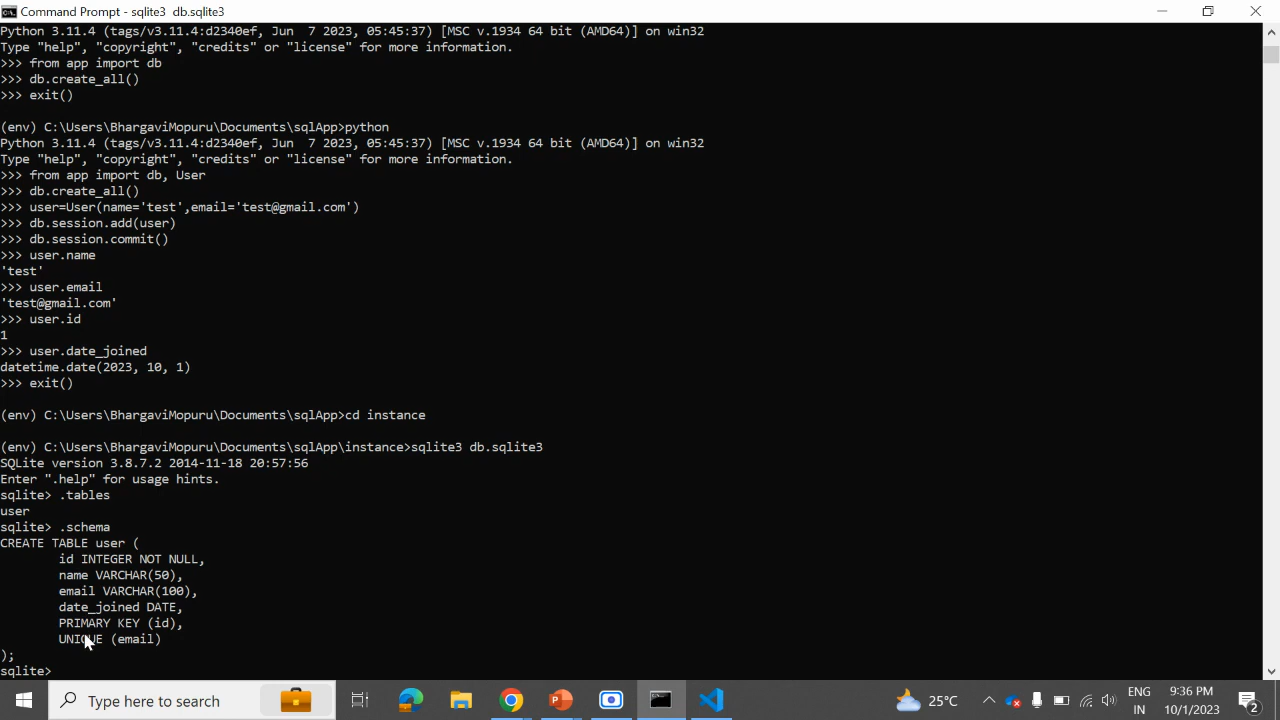 Command Prompt - sqlite3 db.sqlite3
Python 3.11.4 (tags/v3.11.4:d2340ef, Jun  7 2023, 05:45:37) [MSC v.1934 64 bit (AMD64)] on win32
Type "help", "copyright", "credits" or "license" for more information.
>>> from app import db
>>> db.create_all()
>>> exit()
(env) C:\Users\BhargaviMopuru\Documents\sqlApp>python
Python 3.11.4 (tags/v3.11.4:d2340ef, Jun  7 2023, 05:45:37) [MSC v.1934 64 bit (AMD64)] on win32
Type "help", "copyright", "credits" or "license" for more information.
>>> from app import db, User
>>> db.create_all()
>>> user=User(name='test',email='test@gmail.com')
>>> db.session.add(user)
>>> db.session.commit()
>>> user.name
'test'
>>> user.email
'test@gmail.com'
>>> user.id
1
>>> user.date_joined
datetime.date(2023, 10, 1)
>>> exit()
(env) C:\Users\BhargaviMopuru\Documents\sqlApp>cd instance
(env) C:\Users\BhargaviMopuru\Documents\sqlApp\instance>sqlite3 db.sqlite3
SQLite version 3.8.7.2 2014-11-18 20:57:56
Enter ".help" for usage hints.
sqlite> .tables
user
sqlite> .schema
CREATE TABLE user (
id INTEGER NOT NULL,
name VARCHAR(50),
email VARCHAR(100),
date_joined DATE,
PRIMARY KEY (id),
UNIQUE (email)
);
sqlite>
Type here to search
25°C
ENG
IN
9:36 PM
10/1/2023
2